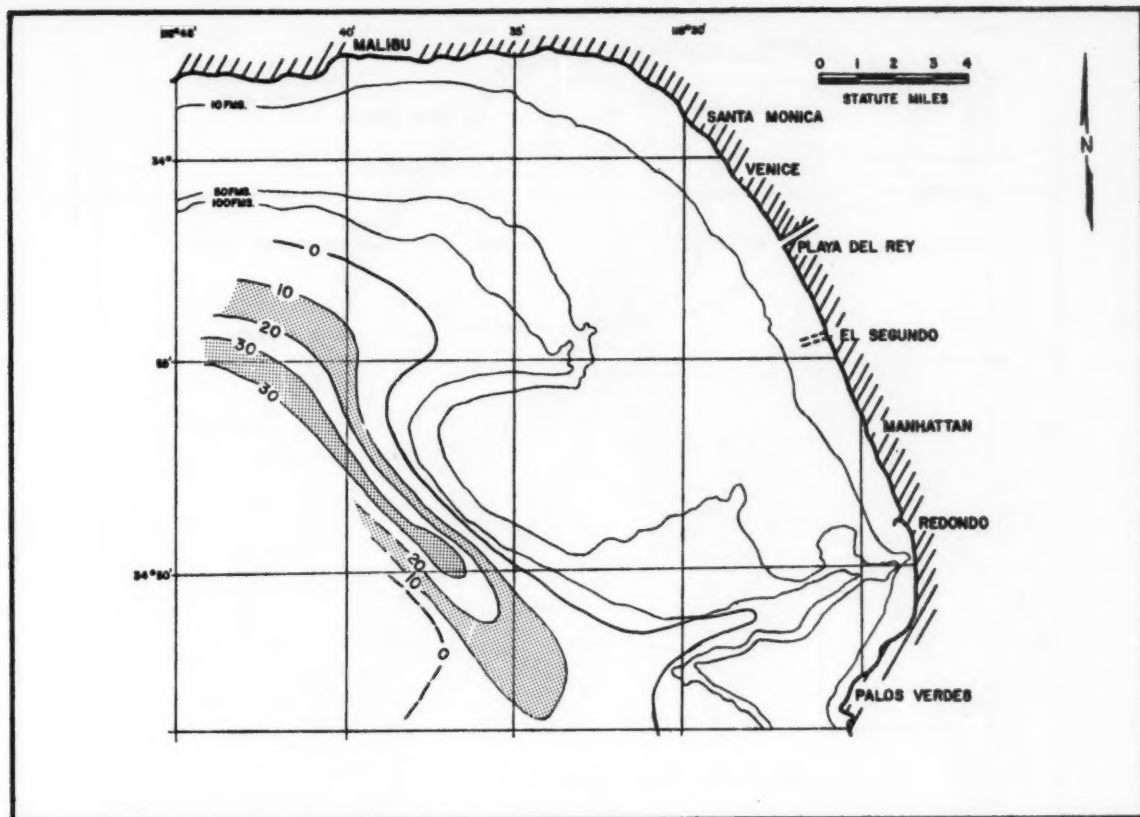 40' 35'
MALIBU
0 1 2 3 4
STATUTE MILES
N
10 FMS.
SANTA MONICA
34°
VENICE
50 FMS.
100 FMS.
0
PLAYA DEL REY
10
20
EL SEGUNDO
30
30
MANHATTAN
REDONDO
20
34°50'
10
0
PALOS VERDES